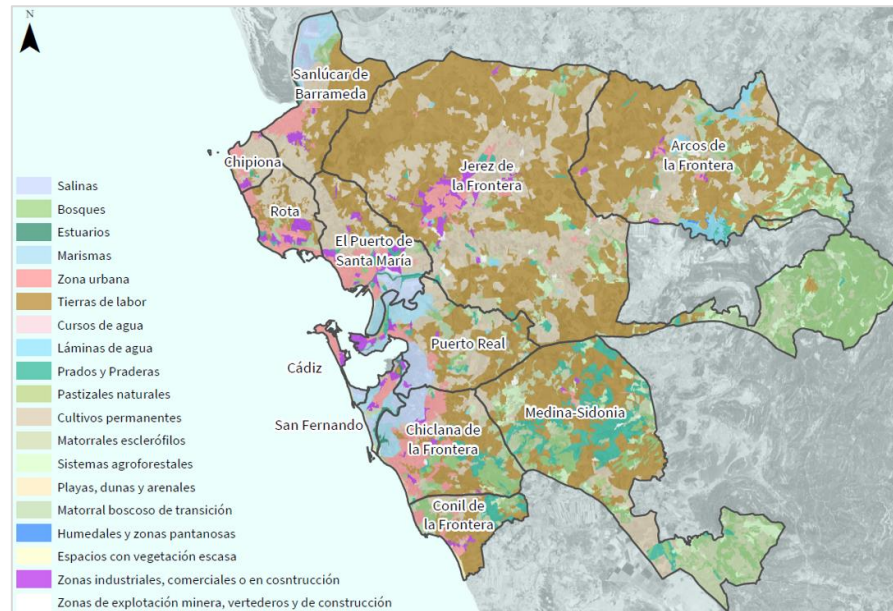 N
Sanlúcar de
Barrameda
Chipiona
Jerez de
la Frontera
Arcos de
la Frontera
Rota
El Puerto de
Santa María
Puerto Real
Cádiz
San Fernando
Chiclana de
la Frontera
Medina-Sidonia
Conil de
la Frontera
Salinas
Bosques
Estuarios
Marismas
Zona urbana
Tierras de labor
Cursos de agua
Láminas de agua
Prados y Praderas
Pastizales naturales
Cultivos permanentes
Matorrales esclerófilos
Sistemas agroforestales
Playas, dunas y arenales
Matorral boscoso de transición
Humedales y zonas pantanosas
Espacios con vegetación escasa
Zonas industriales, comerciales o en cosntrucción
Zonas de explotación minera, vertederos y de construcción